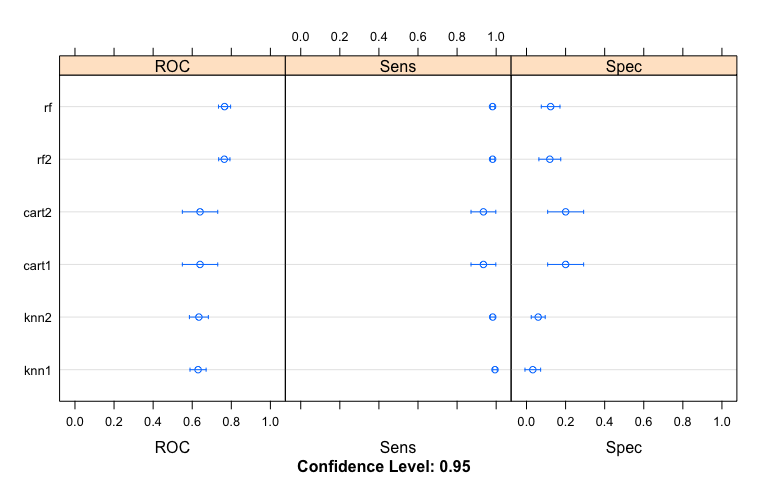 0.0 0.2 0.4 0.6 0.8 1.0
ROC Sens Spec
rf
rf2
cart2
cart1
knn2
knn1
0.0 0.2 0.4 0.6 0.8 1.0 0.0 0.2 0.4 0.6 0.8 1.0
ROC Sens Spec
Confidence Level: 0.95